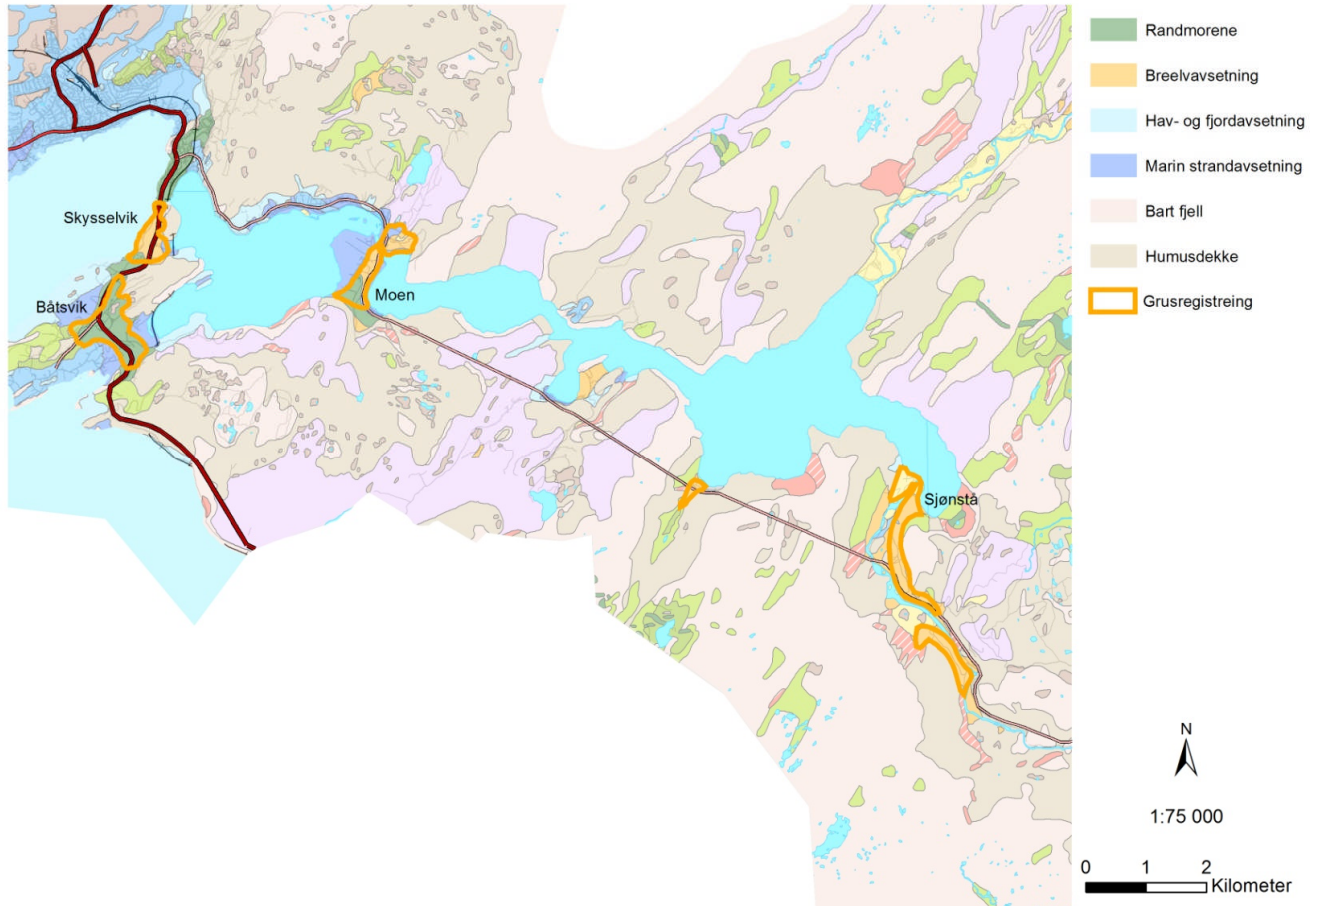 Randmorene
Breelvavsetning
Hav- og fjordavsetning
Marin strandavsetning
Bart fjell
Humusdekke
Grusregistreing
Skysselvik
Båtsvik
Moen
Sjønstå
N
1:75 000
0 1 2
Kilometer